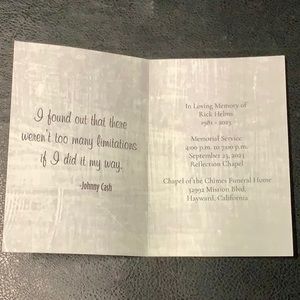 I found out that there
weren't too many limitations
if I did it my way.
-Johnny Cash
In Loving Memory of
Rick Helms
1981 - 2023
Memorial Service
4:00 p.m. to 7:00 p.m.
September 23, 2023
Reflection Chapel
Chapel of the Chimes Funeral Home
32992 Mission Blvd.
Hayward, California